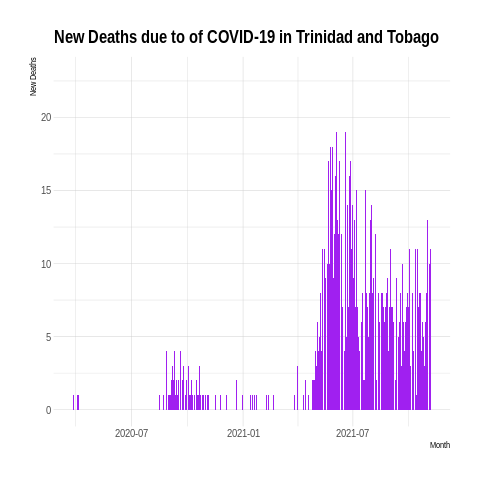 New Deaths due to of COVID-19 in Trinidad and Tobago
New Deaths
20
15
10
5
0
2020-07 2021-01 2021-07
Month